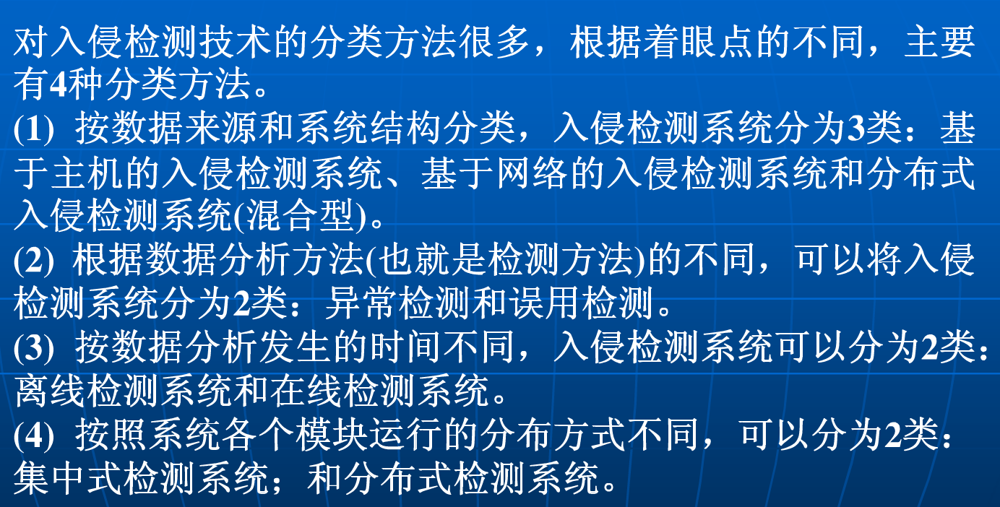 对入侵检测技术的分类方法很多，根据着眼点的不同，主要
有4种分类方法。
(1) 按数据来源和系统结构分类，入侵检测系统分为3类：基
于主机的入侵检测系统、基于网络的入侵检测系统和分布式
入侵检测系统(混合型)。
(2) 根据数据分析方法(也就是检测方法)的不同，可以将入侵
检测系统分为2类：异常检测和误用检测。
(3) 按数据分析发生的时间不同，入侵检测系统可以分为2类：
离线检测系统和在线检测系统。
(4) 按照系统各个模块运行的分布方式不同，可以分为2类：
集中式检测系统；和分布式检测系统。